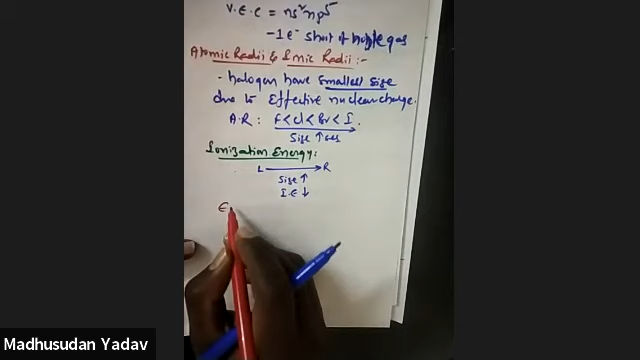 V.E.C = ns²np⁵
-1e⁻ short of noble gas
Atomic Radii & Ionic Radii:-
- halogen have smallest size
due to Effective nuclear charge.
A.R: F<Cl<Br<I.
Size ↑ses
Ionization Energy:
L → R
Size ↑
I.E ↓
E
Madhusudan Yadav